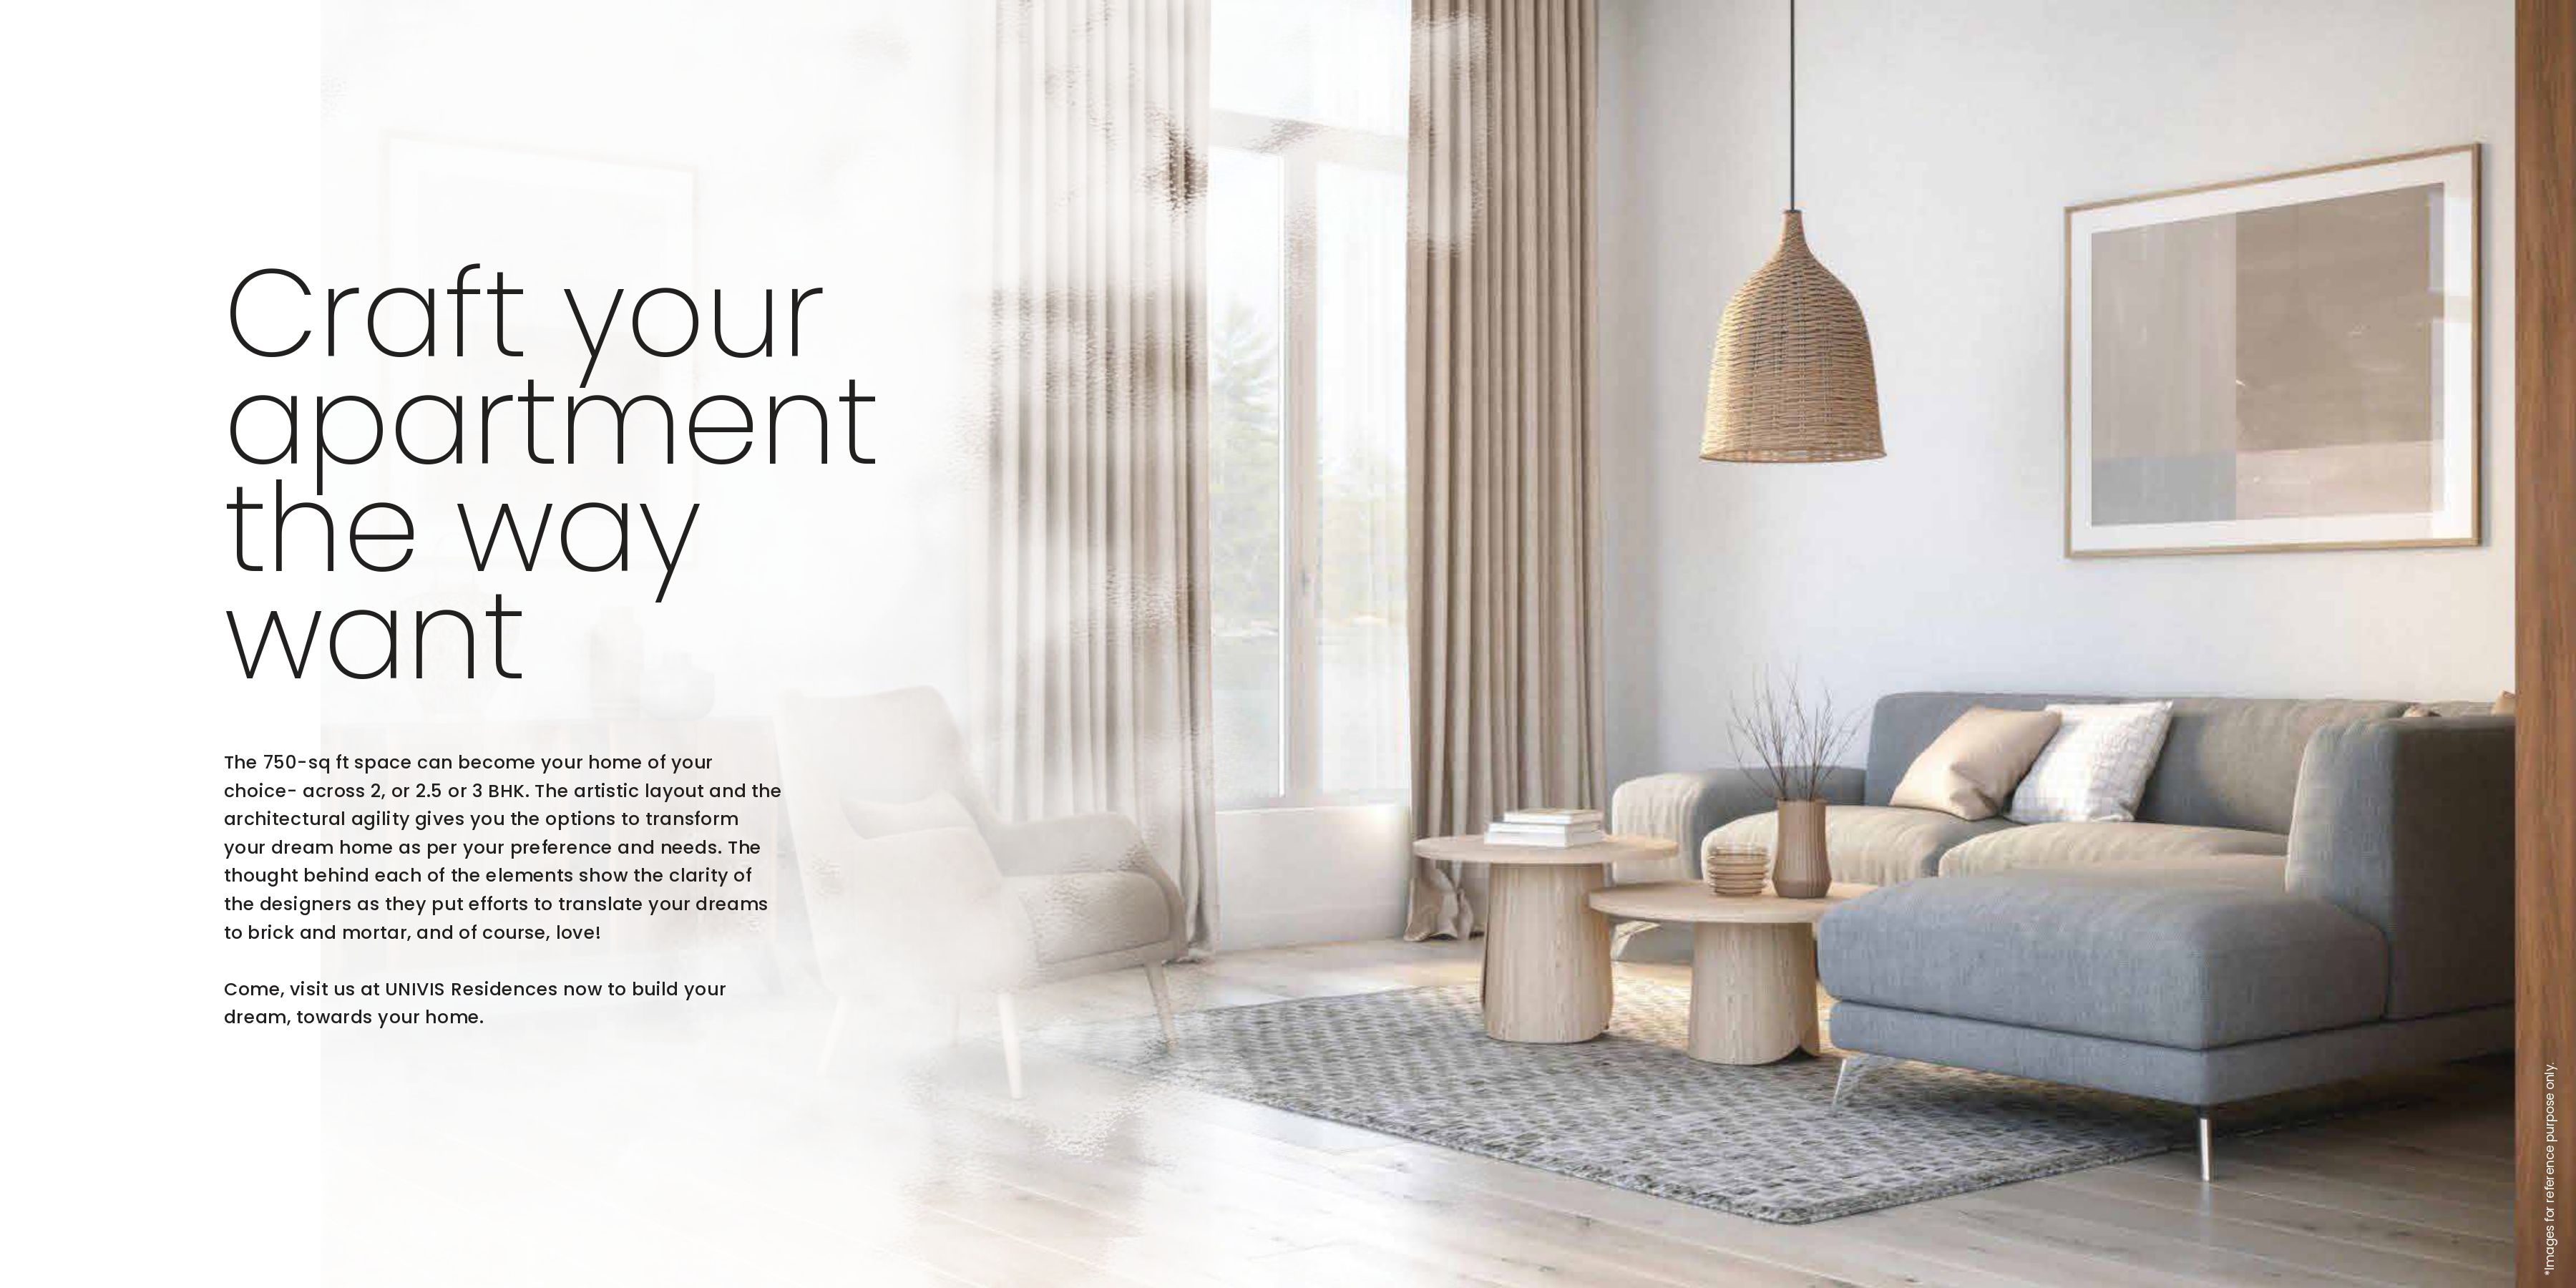 Craft your
apartment
the way
want
The 750-sq ft space can become your home of your
choice- across 2, or 2.5 or 3 BHK. The artistic layout and the
architectural agility gives you the options to transform
your dream home as per your preference and needs. The
thought behind each of the elements show the clarity of
the designers as they put efforts to translate your dreams
to brick and mortar, and of course, love!
Come, visit us at UNIVIS Residences now to build your
dream, towards your home.
*Images for reference purpose only.